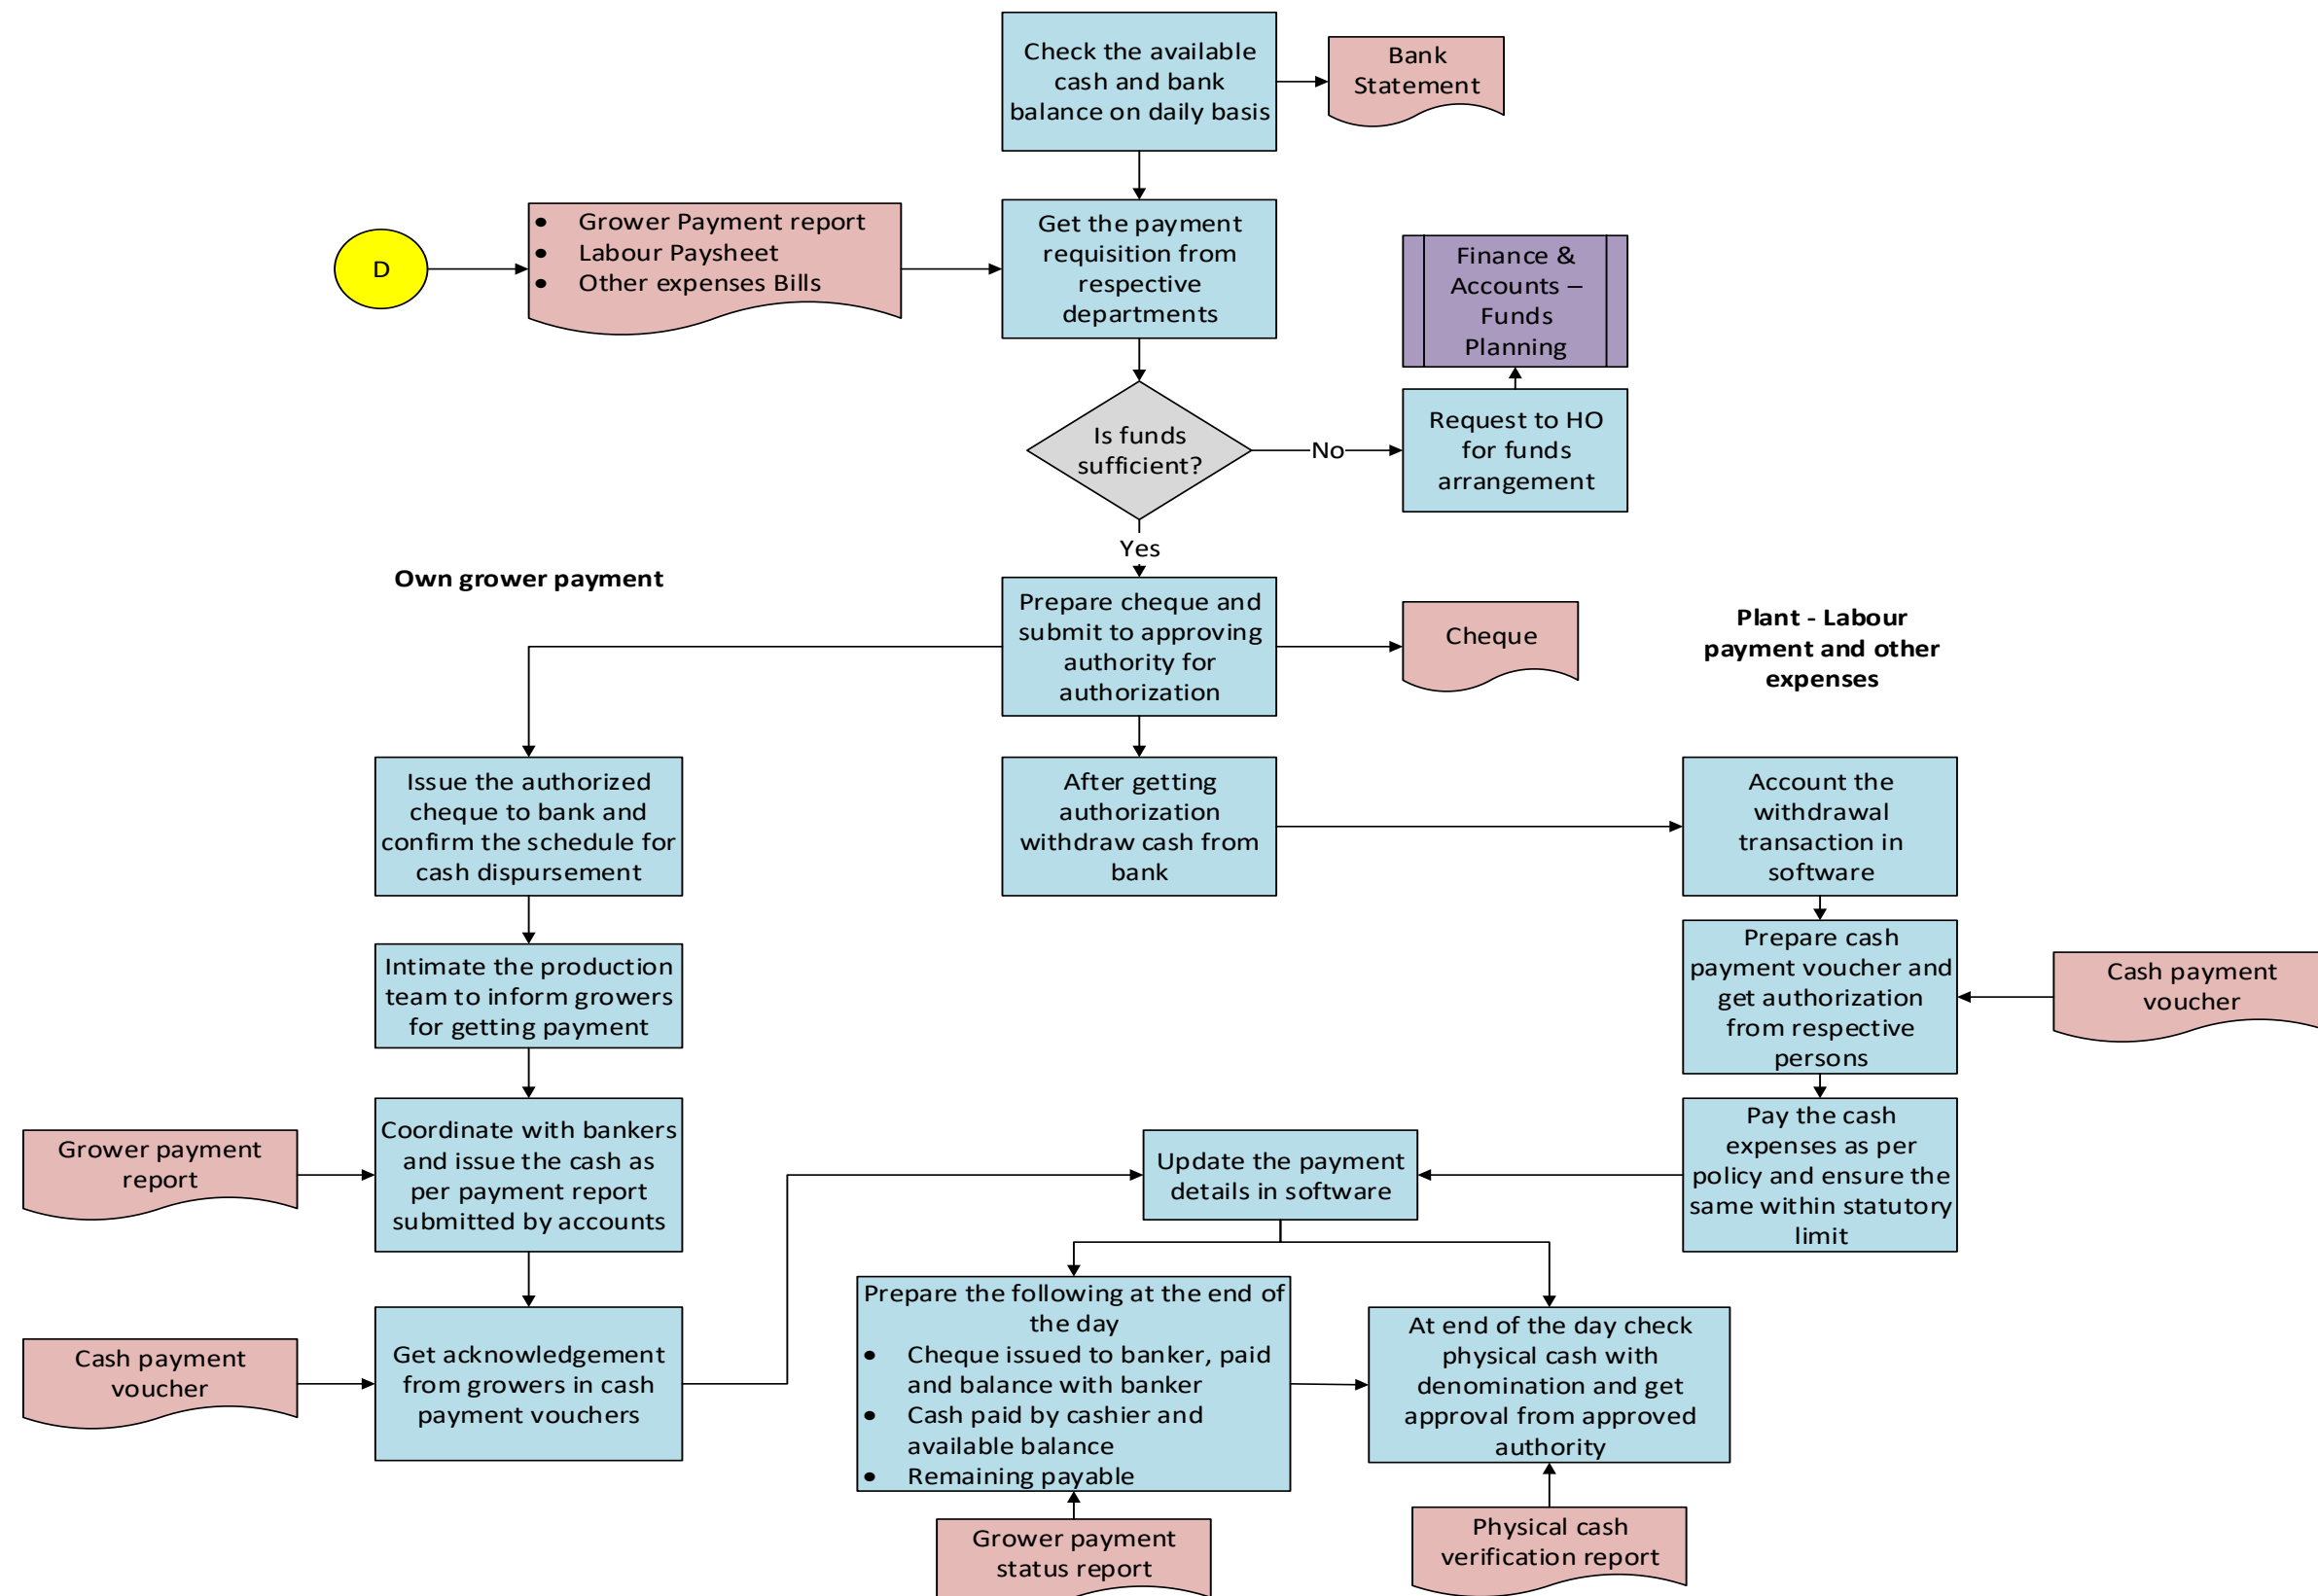 Check the available
cash and bank
balance on daily basis
Bank
Statement
D
• Grower Payment report
• Labour Paysheet
• Other expenses Bills
Get the payment
requisition from
respective
departments
Finance &
Accounts –
Funds
Planning
Is funds
sufficient?
No
Request to HO
for funds
arrangement
Yes
Own grower payment
Prepare cheque and
submit to approving
authority for
authorization
Cheque
Plant - Labour
payment and other
expenses
Issue the authorized
cheque to bank and
confirm the schedule for
cash dispursement
After getting
authorization
withdraw cash from
bank
Account the
withdrawal
transaction in
software
Intimate the production
team to inform growers
for getting payment
Prepare cash
payment voucher and
get authorization
from respective
persons
Cash payment
voucher
Grower payment
report
Coordinate with bankers
and issue the cash as
per payment report
submitted by accounts
Update the payment
details in software
Pay the cash
expenses as per
policy and ensure the
same within statutory
limit
Cash payment
voucher
Get acknowledgement
from growers in cash
payment vouchers
Prepare the following at the end of
the day
• Cheque issued to banker, paid
and balance with banker
• Cash paid by cashier and
available balance
• Remaining payable
At end of the day check
physical cash with
denomination and get
approval from approved
authority
Grower payment
status report
Physical cash
verification report